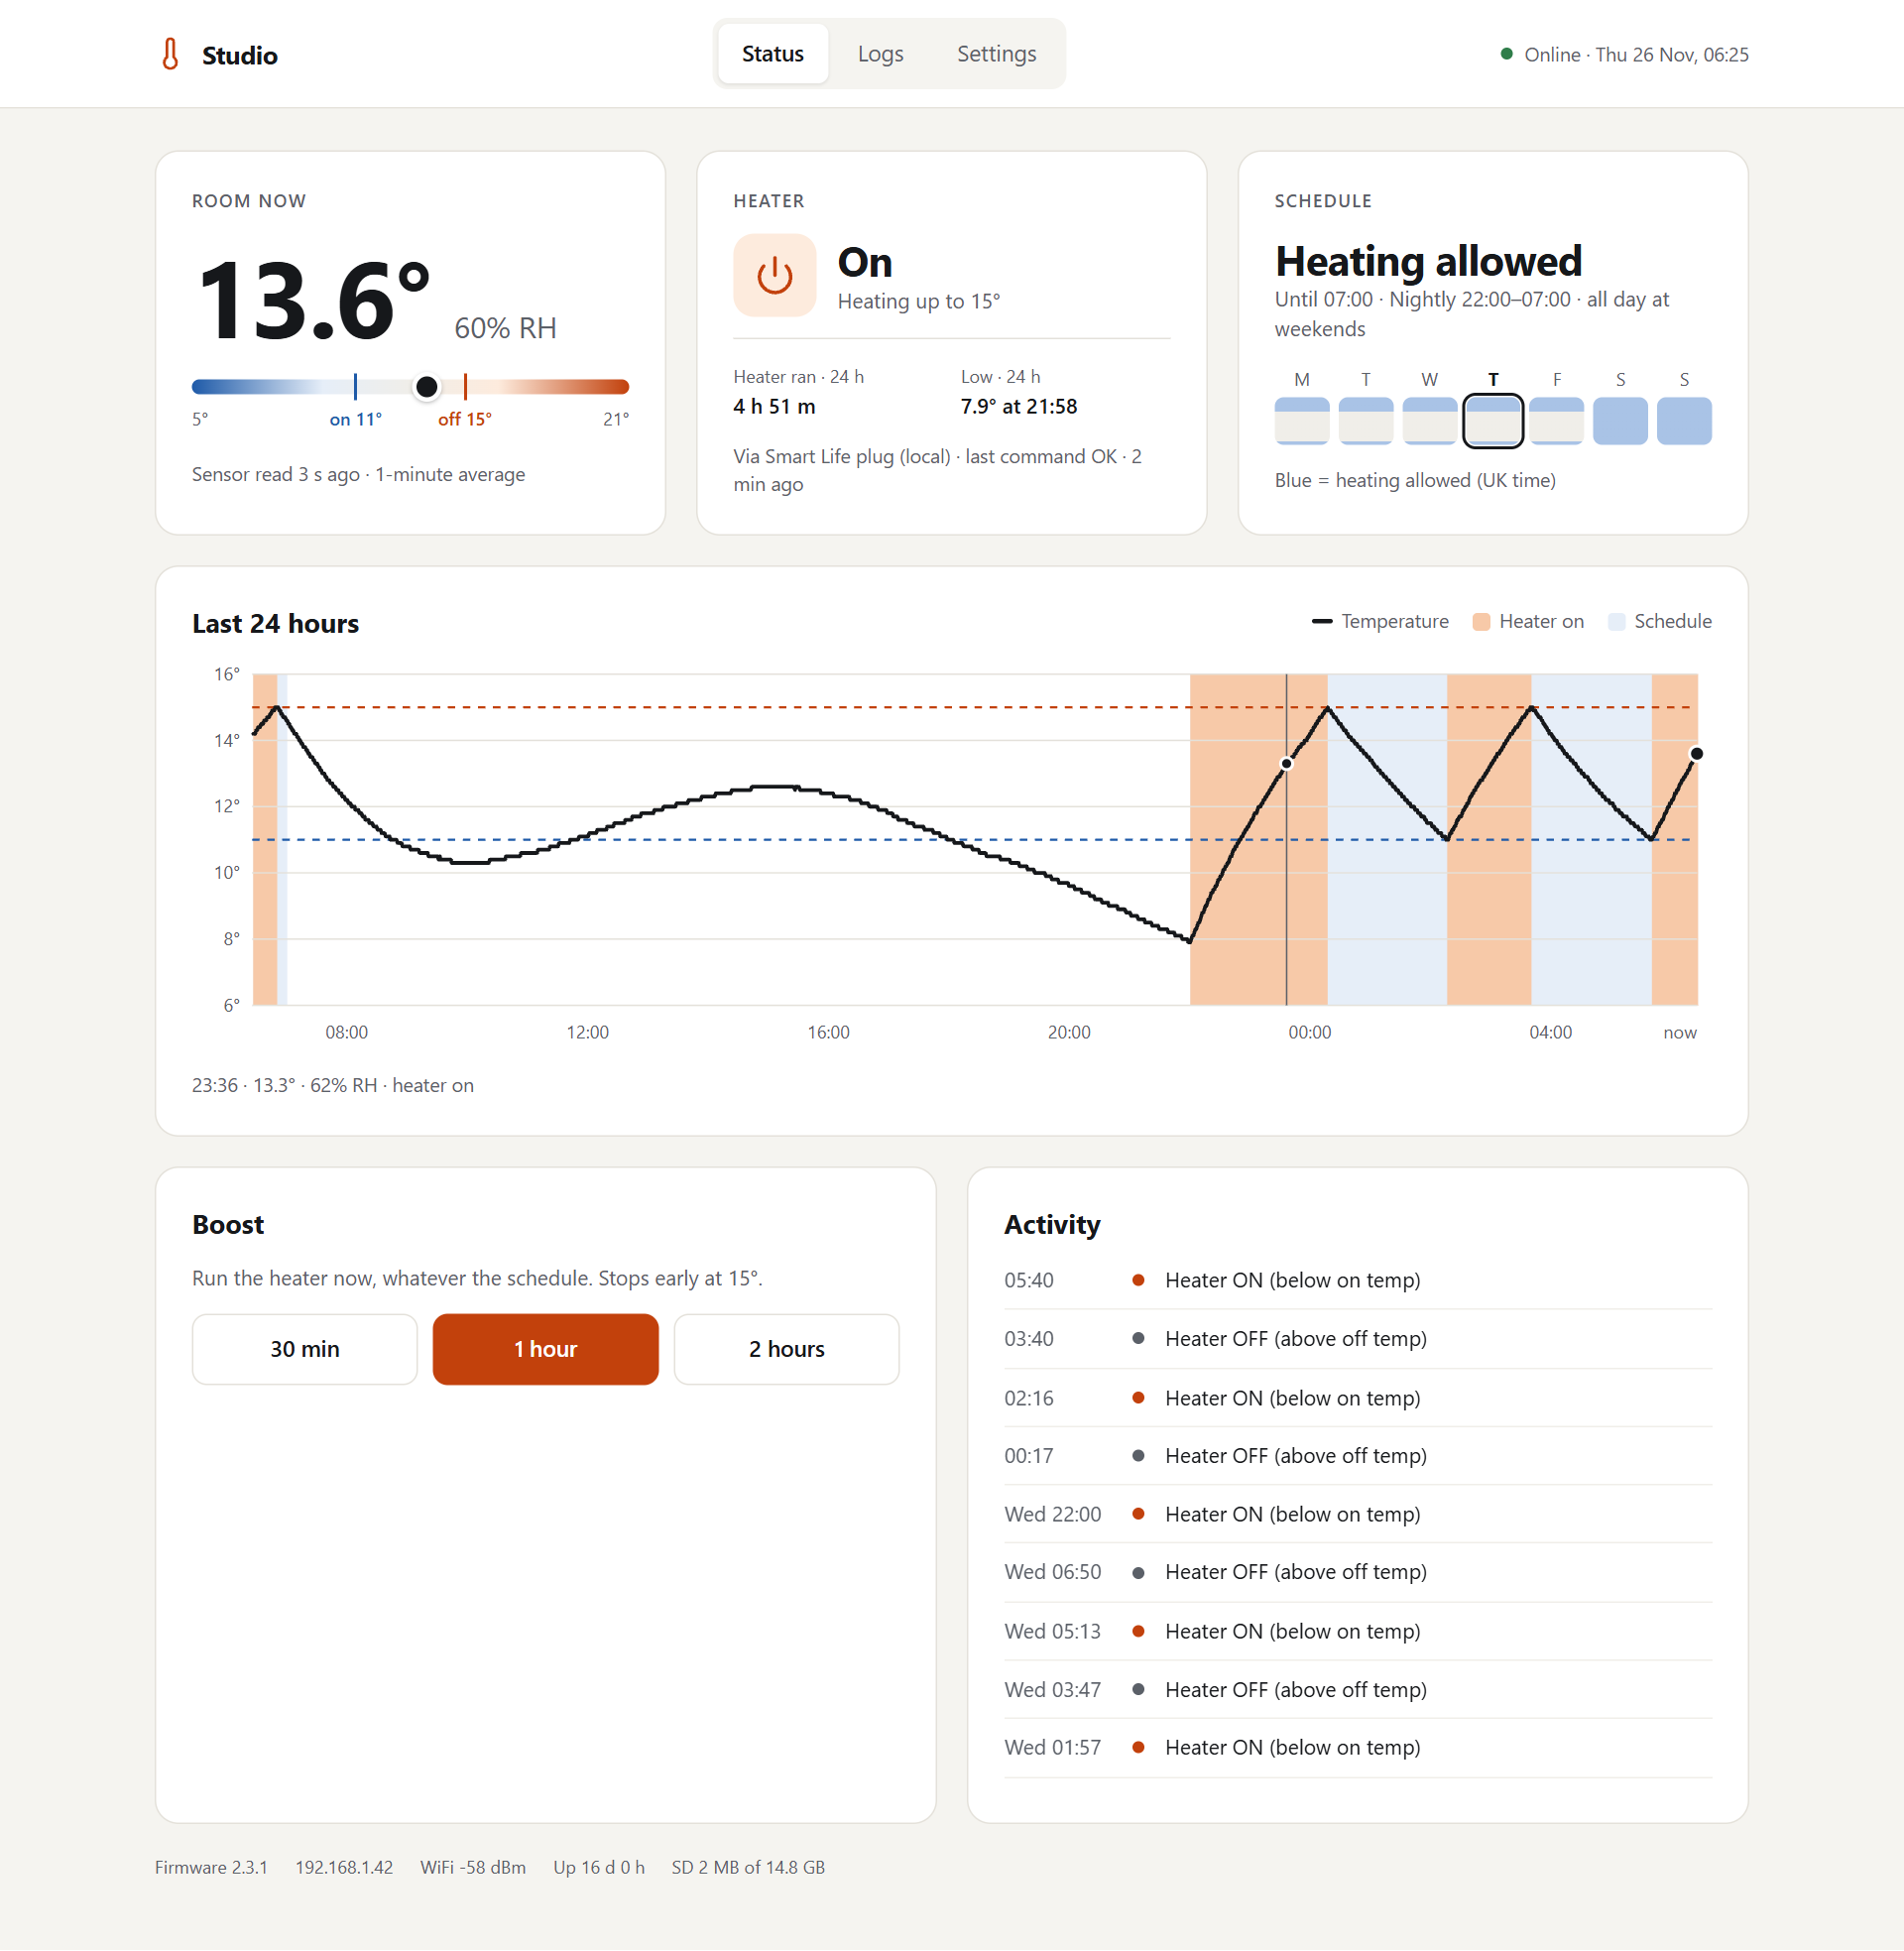 Studio
Status
Logs
Settings
Online · Thu 26 Nov, 06:25
ROOM NOW
13.6°
60% RH
5°
on 11°
off 15°
21°
Sensor read 3 s ago · 1-minute average
HEATER
On
Heating up to 15°
Heater ran · 24 h
4 h 51 m
Low · 24 h
7.9° at 21:58
Via Smart Life plug (local) · last command OK · 2
min ago
SCHEDULE
Heating allowed
Until 07:00 · Nightly 22:00–07:00 · all day at
weekends
M T W T F S S
Blue = heating allowed (UK time)
Last 24 hours
Temperature
Heater on
Schedule
16°
14°
12°
10°
8°
6°
08:00
12:00
16:00
20:00
00:00
04:00
now
23:36 · 13.3° · 62% RH · heater on
Boost
Run the heater now, whatever the schedule. Stops early at 15°.
30 min
1 hour
2 hours
Activity
05:40 Heater ON (below on temp)
03:40 Heater OFF (above off temp)
02:16 Heater ON (below on temp)
00:17 Heater OFF (above off temp)
Wed 22:00 Heater ON (below on temp)
Wed 06:50 Heater OFF (above off temp)
Wed 05:13 Heater ON (below on temp)
Wed 03:47 Heater OFF (above off temp)
Wed 01:57 Heater ON (below on temp)
Firmware 2.3.1 192.168.1.42 WiFi -58 dBm Up 16 d 0 h SD 2 MB of 14.8 GB